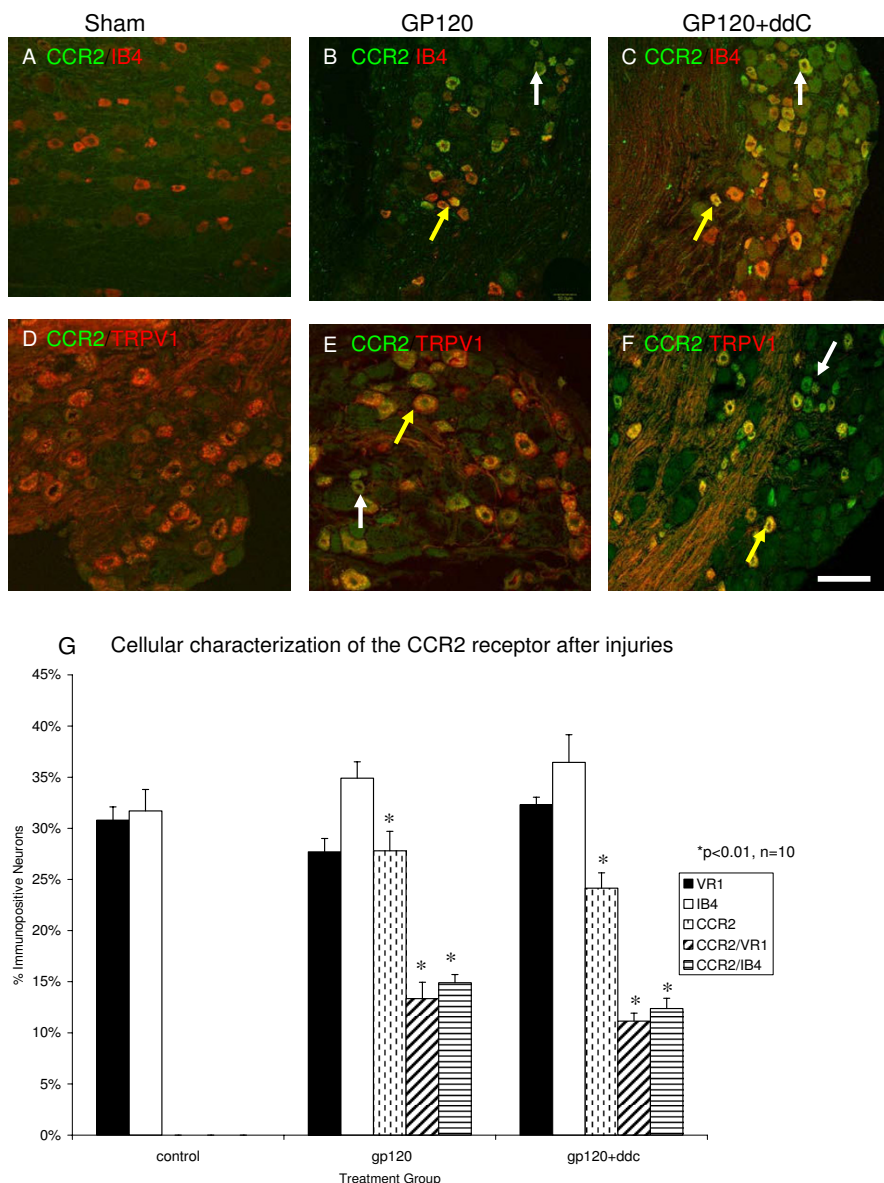 Sham GP120 GP120+ddC
A CCR2/IB4 B CCR2 IB4 C CCR2 IB4
D CCR2/TRPV1 E CCR2 TRPV1 F CCR2 TRPV1
G Cellular characterization of the CCR2 receptor after injuries
45%
40%
35%
30%
25%
20%
15%
10%
5%
0%
% Immunopositive Neurons
* * *
* * *
*p<0.01, n=10
VR1
IB4
CCR2
CCR2/VR1
CCR2/IB4
control gp120 gp120+ddc
Treatment Group